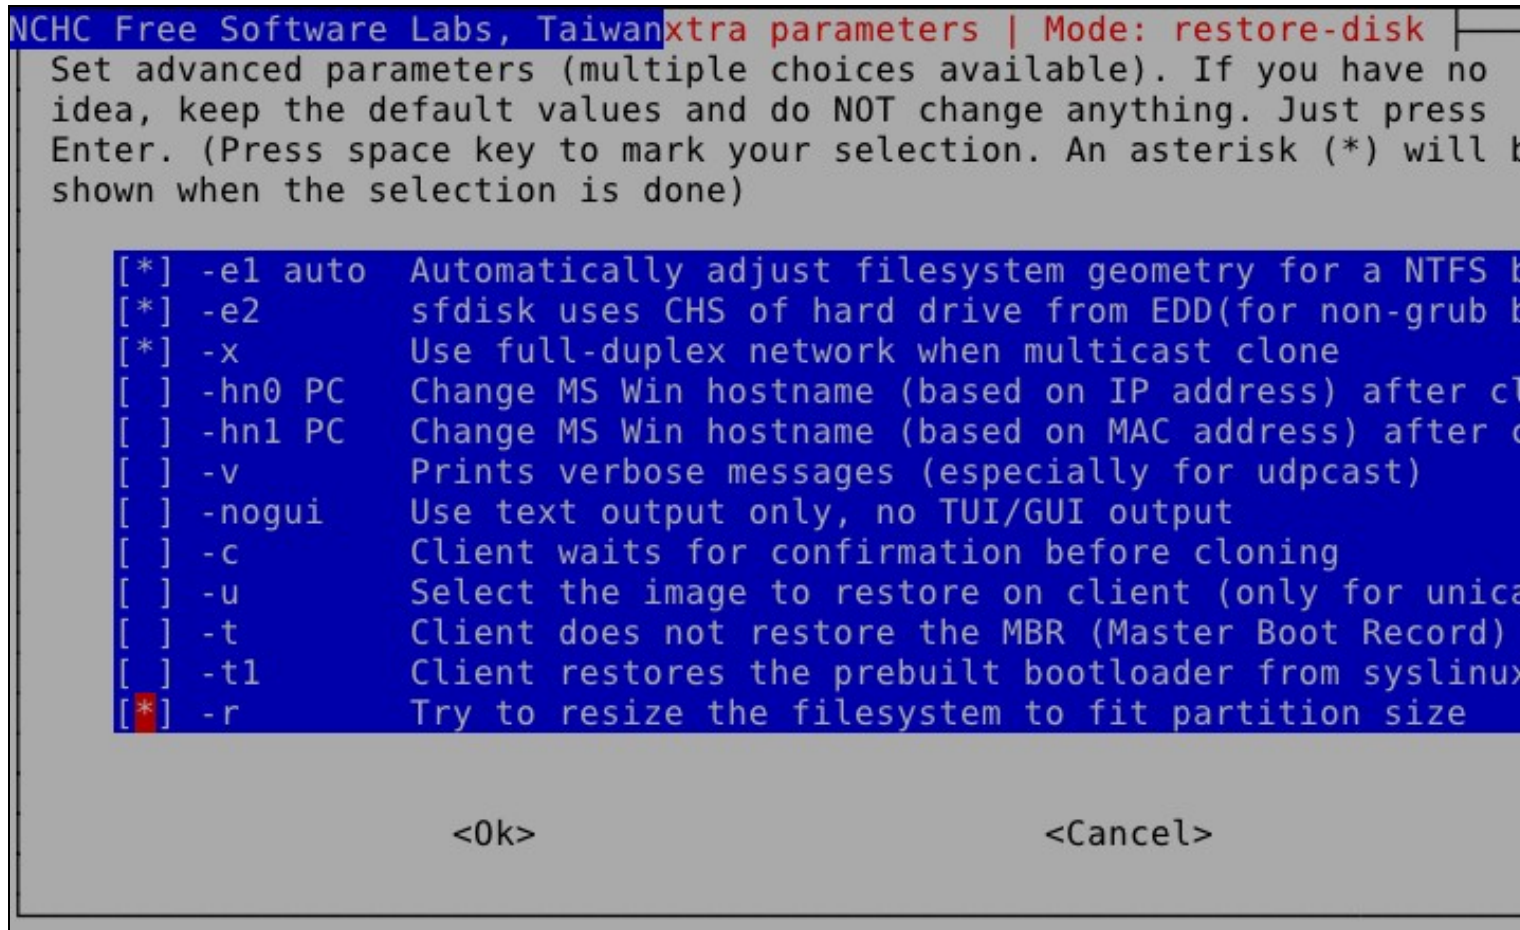 NCHC Free Software Labs, Taiwanxtra parameters | Mode: restore-disk
Set advanced parameters (multiple choices available). If you have no
idea, keep the default values and do NOT change anything. Just press
Enter. (Press space key to mark your selection. An asterisk (*) will
shown when the selection is done)
[*] -e1 auto Automatically adjust filesystem geometry for a NTFS
[*] -e2 sfdisk uses CHS of hard drive from EDD(for non-grub
[*] -x Use full-duplex network when multicast clone
[ ] -hn0 PC Change MS Win hostname (based on IP address) after
[ ] -hn1 PC Change MS Win hostname (based on MAC address) after
[ ] -v Prints verbose messages (especially for udpcast)
[ ] -nogui Use text output only, no TUI/GUI output
[ ] -c Client waits for confirmation before cloning
[ ] -u Select the image to restore on client (only for
[ ] -t Client does not restore the MBR (Master Boot Record)
[ ] -t1 Client restores the prebuilt bootloader from syslinux
[*] -r Try to resize the filesystem to fit partition size
<Ok> <Cancel>